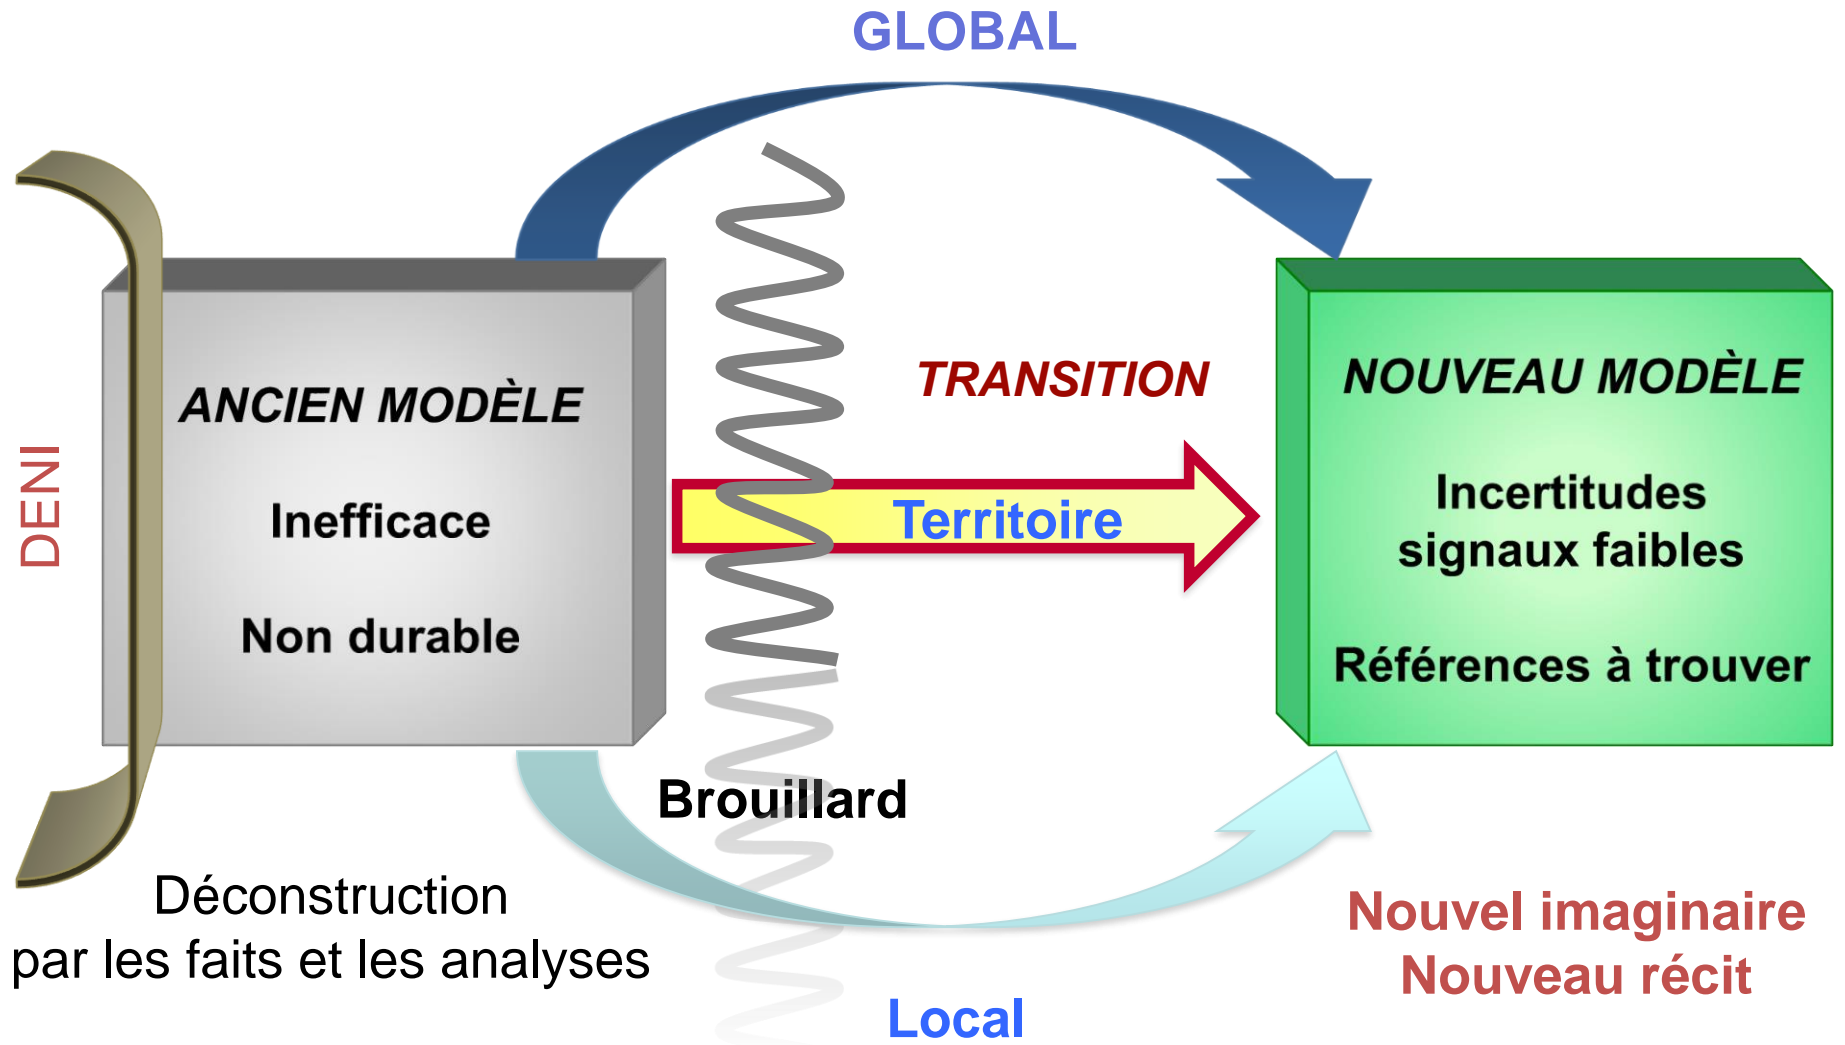 GLOBAL
DENI
ANCIEN MODÈLE
Inefficace
Non durable
TRANSITION
Territoire
NOUVEAU MODÈLE
Incertitudes
signaux faibles
Références à trouver
Brouillard
Déconstruction
par les faits et les analyses
Nouvel imaginaire
Nouveau récit
Local